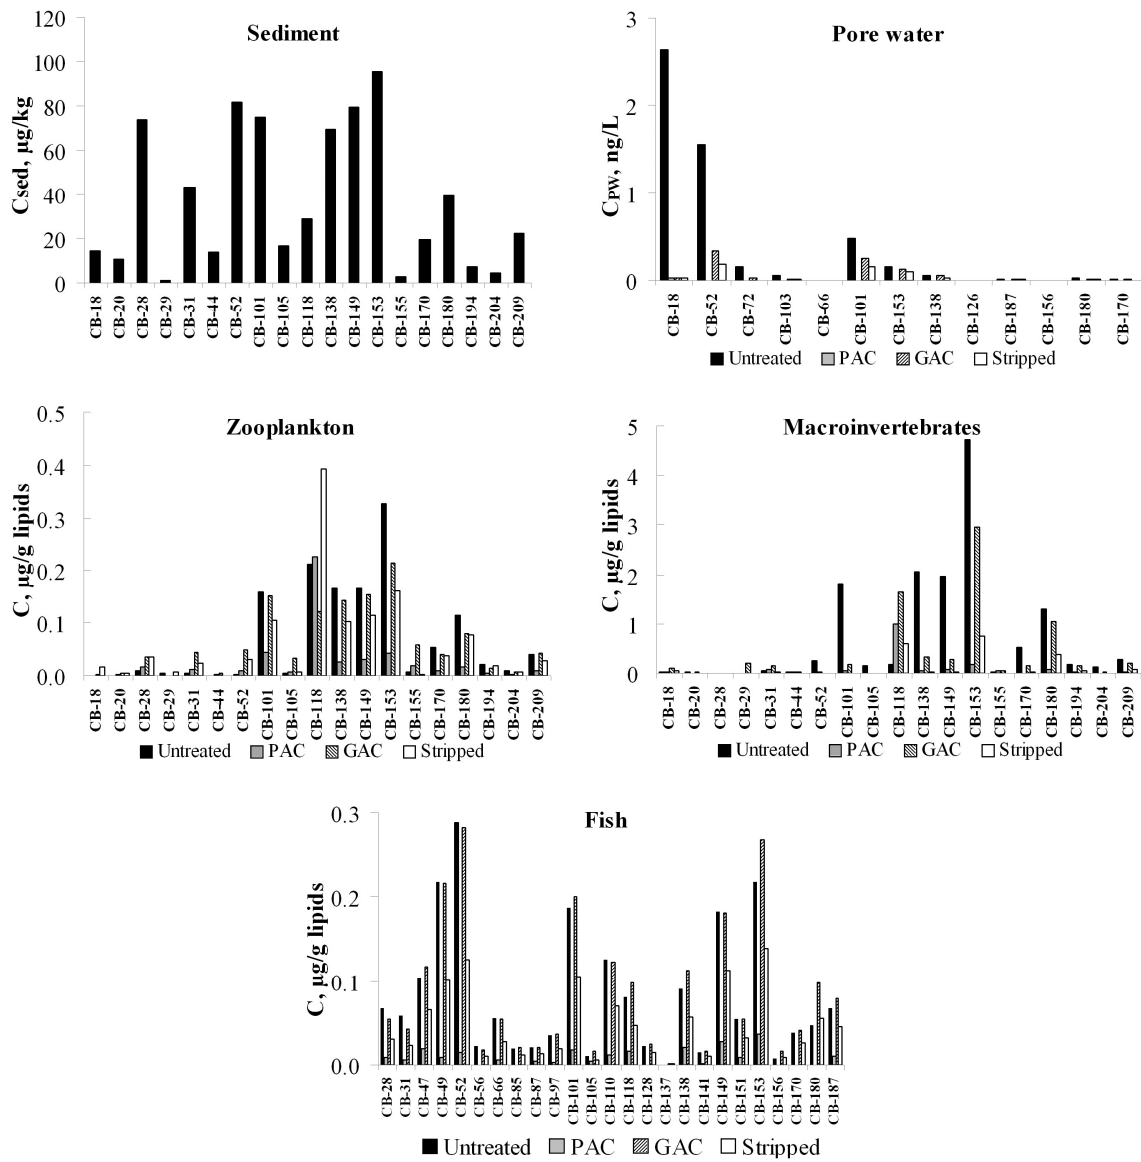 Sediment
Csed, µg/kg
120
100
80
60
40
20
0
CB-18 CB-20 CB-28 CB-29 CB-31 CB-44 CB-52 CB-101 CB-105 CB-118 CB-138 CB-149 CB-153 CB-155 CB-170 CB-180 CB-194 CB-204 CB-209
Pore water
CPW, ng/L
3
2
1
0
CB-18 CB-52 CB-72 CB-103 CB-66 CB-101 CB-153 CB-138 CB-126 CB-187 CB-156 CB-180 CB-170
Untreated PAC GAC Stripped
Zooplankton
C, µg/g lipids
0.5
0.4
0.3
0.2
0.1
0.0
CB-18 CB-20 CB-28 CB-29 CB-31 CB-44 CB-52 CB-101 CB-105 CB-118 CB-138 CB-149 CB-153 CB-155 CB-170 CB-180 CB-194 CB-204 CB-209
Untreated PAC GAC Stripped
Macroinvertebrates
C, µg/g lipids
5
4
3
2
1
0
CB-18 CB-20 CB-28 CB-29 CB-31 CB-44 CB-52 CB-101 CB-105 CB-118 CB-138 CB-149 CB-153 CB-155 CB-170 CB-180 CB-194 CB-204 CB-209
Untreated PAC GAC Stripped
Fish
C, µg/g lipids
0.3
0.2
0.1
0.0
CB-28 CB-31 CB-47 CB-49 CB-52 CB-56 CB-66 CB-85 CB-87 CB-97 CB-101 CB-105 CB-110 CB-118 CB-128 CB-137 CB-138 CB-141 CB-149 CB-151 CB-153 CB-156 CB-170 CB-180 CB-187
Untreated PAC GAC Stripped